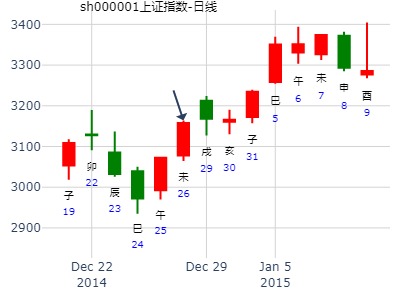 sh000001上证指数-日线
3400
3300
3200
3100
3000
2900
子
19
卯
22
辰
23
巳
24
午
25
未
26
戌
29
亥
30
子
31
巳
5
午
6
未
7
申
8
酉
9
Dec 22
2014
Dec 29
Jan 5
2015